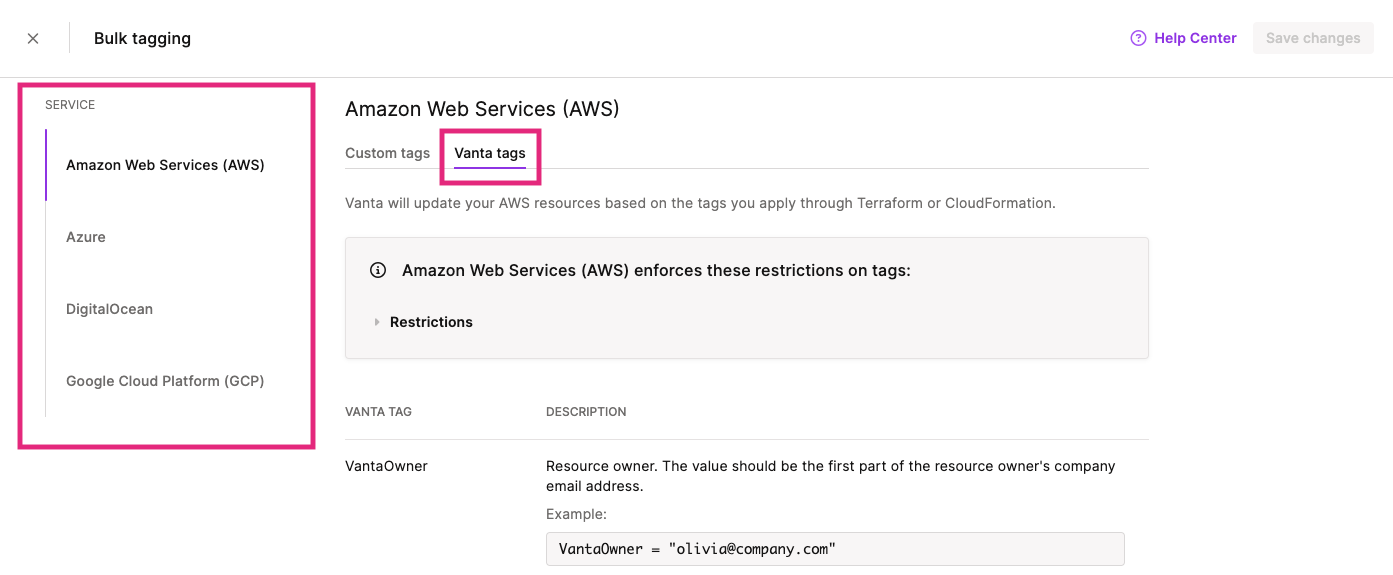 Bulk tagging
Help Center
Save changes
SERVICE
Amazon Web Services (AWS)
Azure
DigitalOcean
Google Cloud Platform (GCP)
Amazon Web Services (AWS)
Custom tags
Vanta tags
Vanta will update your AWS resources based on the tags you apply through Terraform or CloudFormation.
Amazon Web Services (AWS) enforces these restrictions on tags:
Restrictions
VANTA TAG
DESCRIPTION
VantaOwner
Resource owner. The value should be the first part of the resource owner's company
email address.
Example:
VantaOwner = "olivia@company.com"